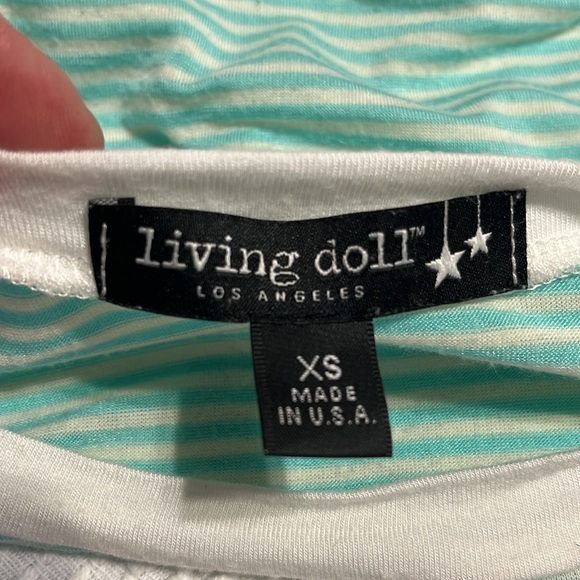 living doll™
LOS ANGELES
XS
MADE
IN U.S.A.